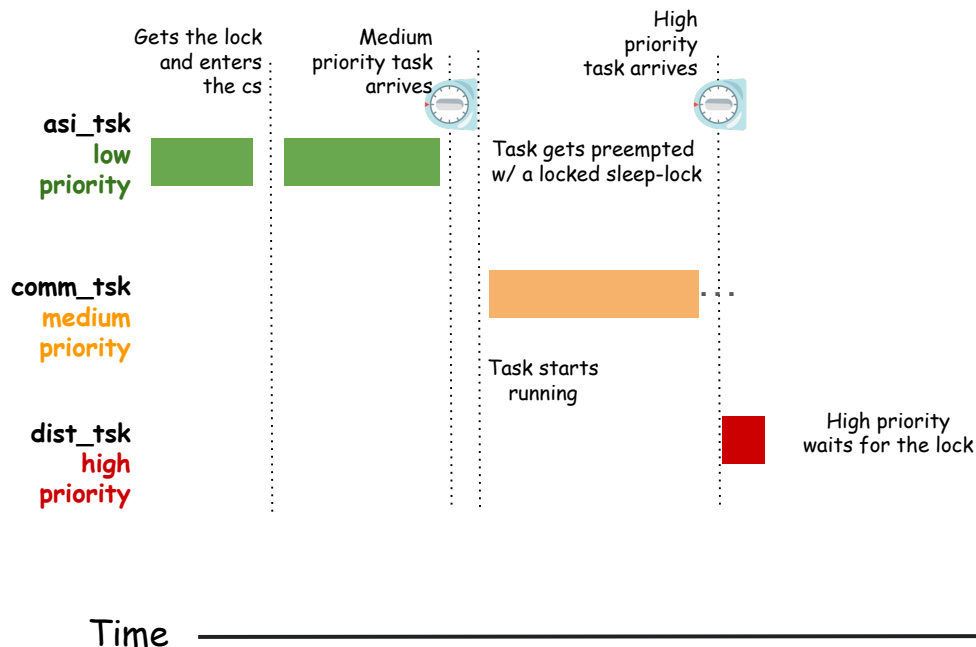 Gets the lock
and enters
the cs
Medium
priority task
arrives
High
priority
task arrives
asi_tsk
low
priority
Task gets preempted
w/ a locked sleep-lock
comm_tsk
medium
priority
Task starts
running
dist_tsk
high
priority
High priority
waits for the lock
Time